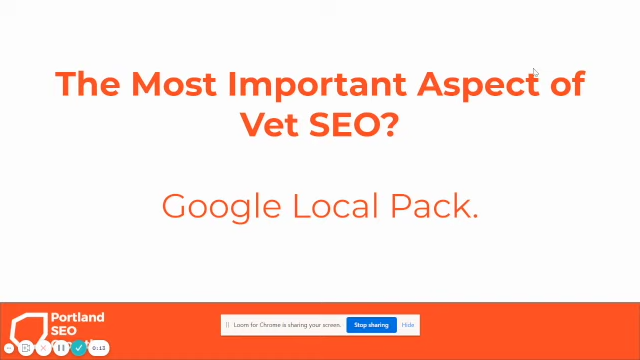 The Most Important Aspect of
Vet SEO?
Google Local Pack.
Portland
SEO
Loom for Chrome is sharing your screen.
Stop sharing
Hide
0:13